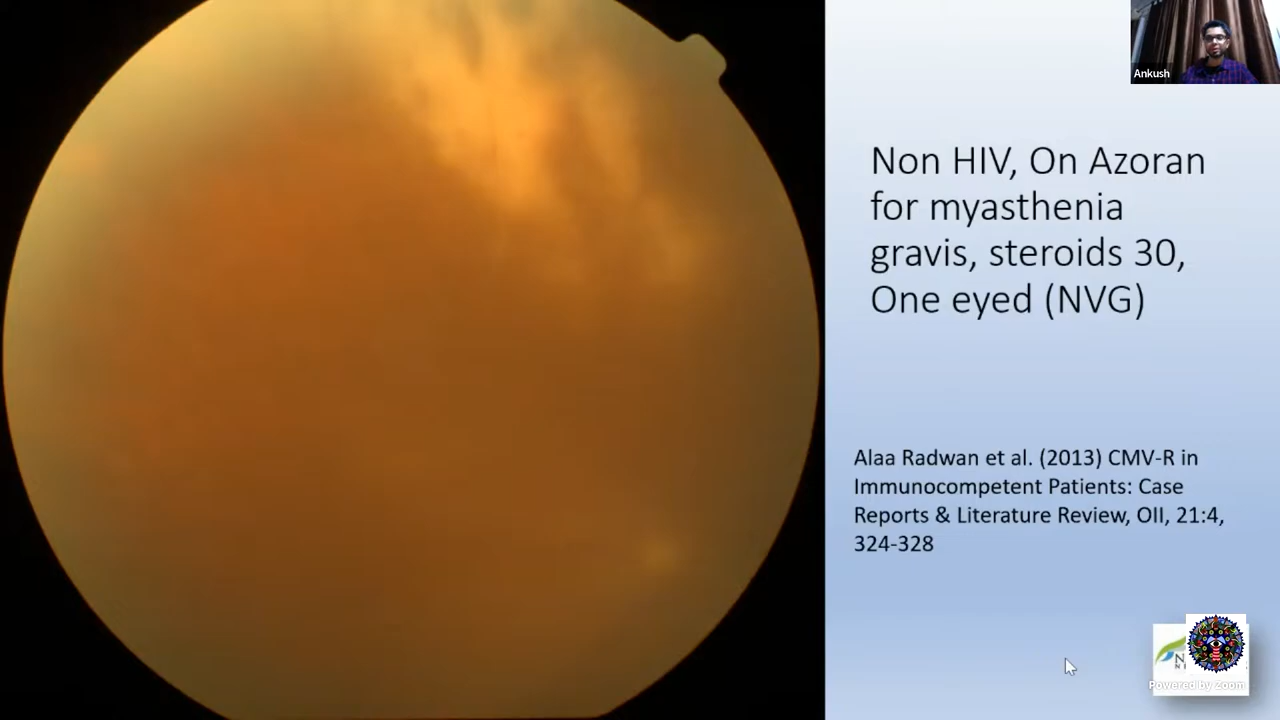 Ankush
Non HIV, On Azoran
for myasthenia
gravis, steroids 30,
One eyed (NVG)
Alaa Radwan et al. (2013) CMV-R in
Immunocompetent Patients: Case
Reports & Literature Review, OII, 21:4,
324-328
Powered by Zoom